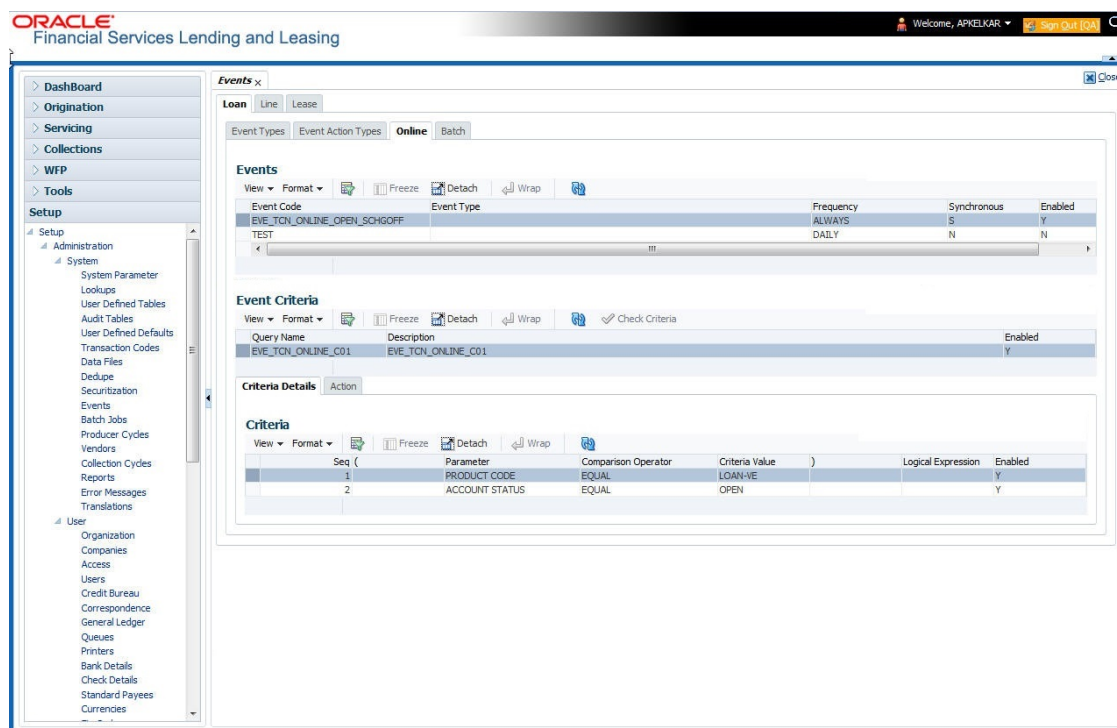 ORACLE
Financial Services Lending and Leasing
Welcome, APKELKAR
Sign Out [QA]
DashBoard
Origination
Servicing
Collections
WFP
Tools
Setup
Setup
Administration
System
System Parameter
Lookups
User Defined Tables
Audit Tables
User Defined Defaults
Transaction Codes
Data Files
Dedupe
Securitization
Events
Batch Jobs
Producer Cycles
Vendors
Collection Cycles
Reports
Error Messages
Translations
User
Organization
Companies
Access
Users
Credit Bureau
Correspondence
General Ledger
Queues
Printers
Bank Details
Check Details
Standard Payees
Currencies
Events
Close
Loan Line Lease
Event Types Event Action Types Online Batch
Events
View Format Freeze Detach Wrap
Event Code Event Type Frequency Synchronous Enabled
EVE_TCN_ONLINE_OPEN_SCHGOFF ALWAYS S Y
TEST DAILY N N
Event Criteria
View Format Freeze Detach Wrap Check Criteria
Query Name Description Enabled
EVE_TCN_ONLINE_C01 EVE_TCN_ONLINE_C01 Y
Criteria Details Action
Criteria
View Format Freeze Detach Wrap
Seq ( Parameter Comparison Operator Criteria Value ) Logical Expression Enabled
1 PRODUCT CODE EQUAL LOAN-VE Y
2 ACCOUNT STATUS EQUAL OPEN Y